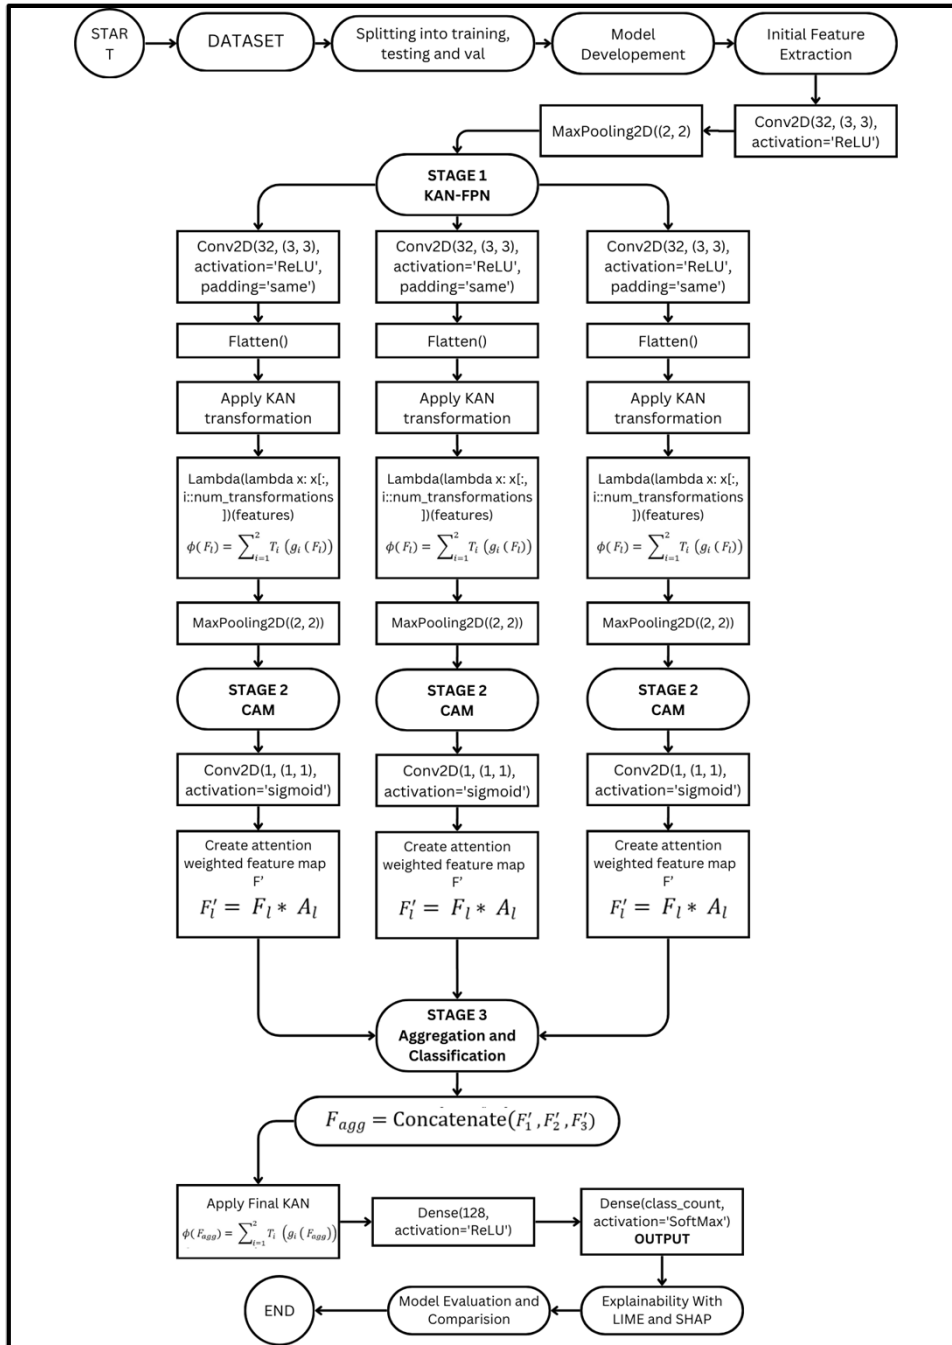 STAR
T
DATASET
Splitting into training,
testing and val
Model
Developement
Initial Feature
Extraction
Conv2D(32, (3, 3),
activation='ReLU')
MaxPooling2D((2, 2)
STAGE 1
KAN-FPN
Conv2D(32, (3, 3),
activation='ReLU',
padding='same')
Flatten()
Apply KAN
transformation
Lambda(lambda x: x[:,
i::num_transformations
])(features)
ϕ(F_l) = ∑_{i=1}^{2} T_i (g_i (F_l))
MaxPooling2D((2, 2))
STAGE 2
CAM
Conv2D(1, (1, 1),
activation='sigmoid')
Create attention
weighted feature map
F'
F_l' = F_l * A_l
Conv2D(32, (3, 3),
activation='ReLU',
padding='same')
Flatten()
Apply KAN
transformation
Lambda(lambda x: x[:,
i::num_transformations
])(features)
ϕ(F_l) = ∑_{i=1}^{2} T_i (g_i (F_l))
MaxPooling2D((2, 2))
STAGE 2
CAM
Conv2D(1, (1, 1),
activation='sigmoid')
Create attention
weighted feature map
F'
F_l' = F_l * A_l
Conv2D(32, (3, 3),
activation='ReLU',
padding='same')
Flatten()
Apply KAN
transformation
Lambda(lambda x: x[:,
i::num_transformations
])(features)
ϕ(F_l) = ∑_{i=1}^{2} T_i (g_i (F_l))
MaxPooling2D((2, 2))
STAGE 2
CAM
Conv2D(1, (1, 1),
activation='sigmoid')
Create attention
weighted feature map
F'
F_l' = F_l * A_l
STAGE 3
Aggregation and
Classification
F_agg = Concatenate(F_1', F_2', F_3')
Apply Final KAN
ϕ(F_agg) = ∑_{i=1}^{2} T_i (g_i (F_agg))
Dense(128,
activation='ReLU')
Dense(class_count,
activation='SoftMax')
OUTPUT
Explainability With
LIME and SHAP
Model Evaluation and
Comparision
END